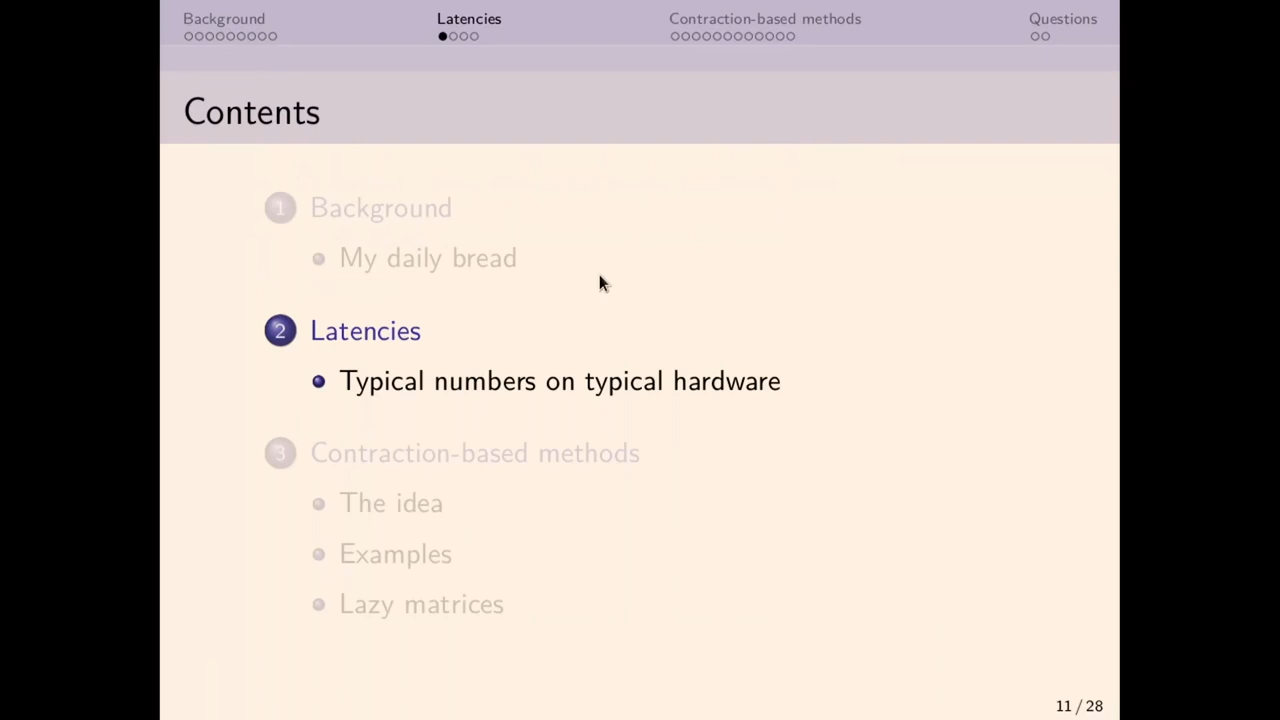 Background Latencies Contraction-based methods Questions
Contents
1 Background
My daily bread
2 Latencies
Typical numbers on typical hardware
3 Contraction-based methods
The idea
Examples
Lazy matrices
11 / 28